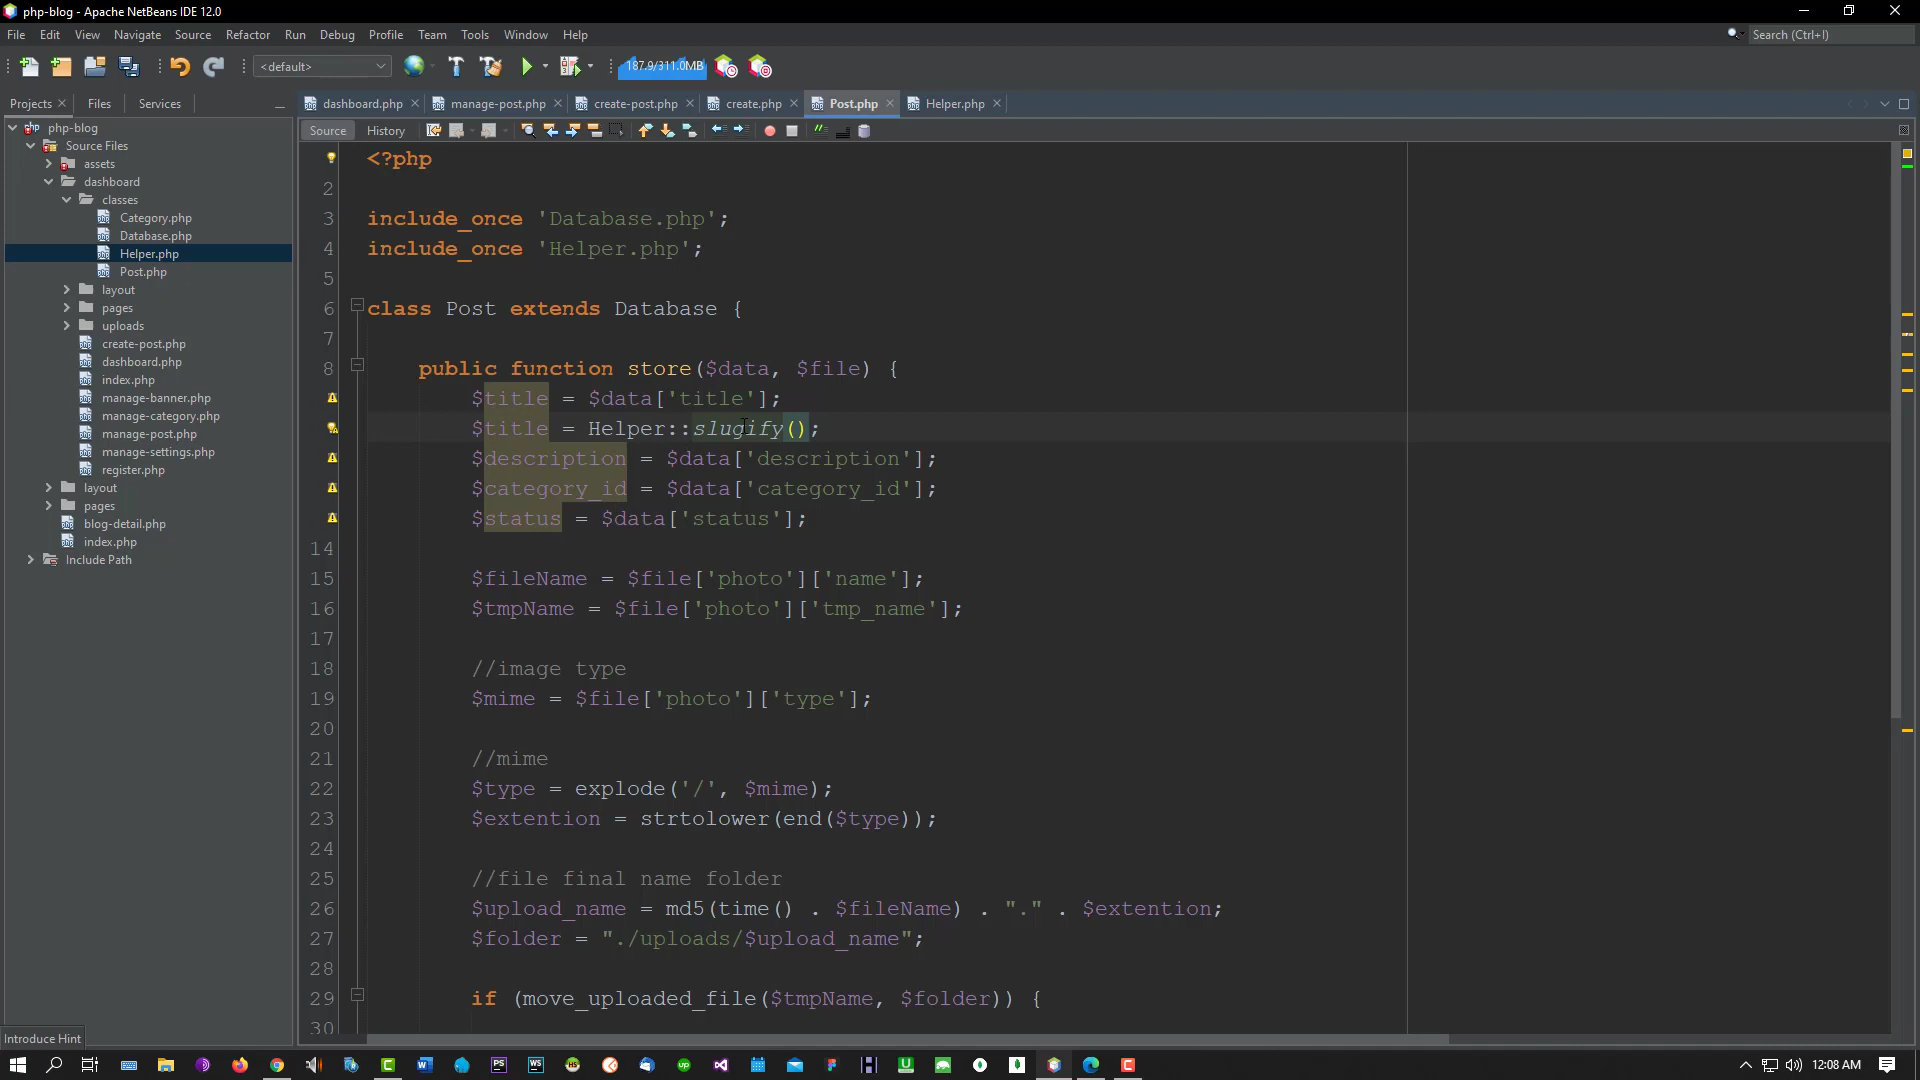 php-blog - Apache NetBeans IDE 12.0
File Edit View Navigate Source Refactor Run Debug Profile Team Tools Window Help
Search (Ctrl+I)
<default>
187.9/311.0MB
Projects Files Services
dashboard.php manage-post.php create-post.php create.php Post.php Helper.php
Source History
php-blog
Source Files
assets
dashboard
classes
Category.php
Database.php
Helper.php
Post.php
layout
pages
uploads
create-post.php
dashboard.php
index.php
manage-banner.php
manage-category.php
manage-post.php
manage-settings.php
register.php
layout
pages
blog-detail.php
index.php
Include Path
<?php
2
3 include_once 'Database.php';
4 include_once 'Helper.php';
5
6 class Post extends Database {
7
8 public function store($data, $file) {
$title = $data['title'];
$title = Helper::slugify();
$description = $data['description'];
$category_id = $data['category_id'];
$status = $data['status'];
14
15 $fileName = $file['photo']['name'];
16 $tmpName = $file['photo']['tmp_name'];
17
18 //image type
19 $mime = $file['photo']['type'];
20
21 //mime
22 $type = explode('/', $mime);
23 $extention = strtolower(end($type));
24
25 //file final name folder
26 $upload_name = md5(time() . $fileName) . "." . $extention;
27 $folder = "./uploads/$upload_name";
28
29 if (move_uploaded_file($tmpName, $folder)) {
30
Introduce Hint
12:08 AM